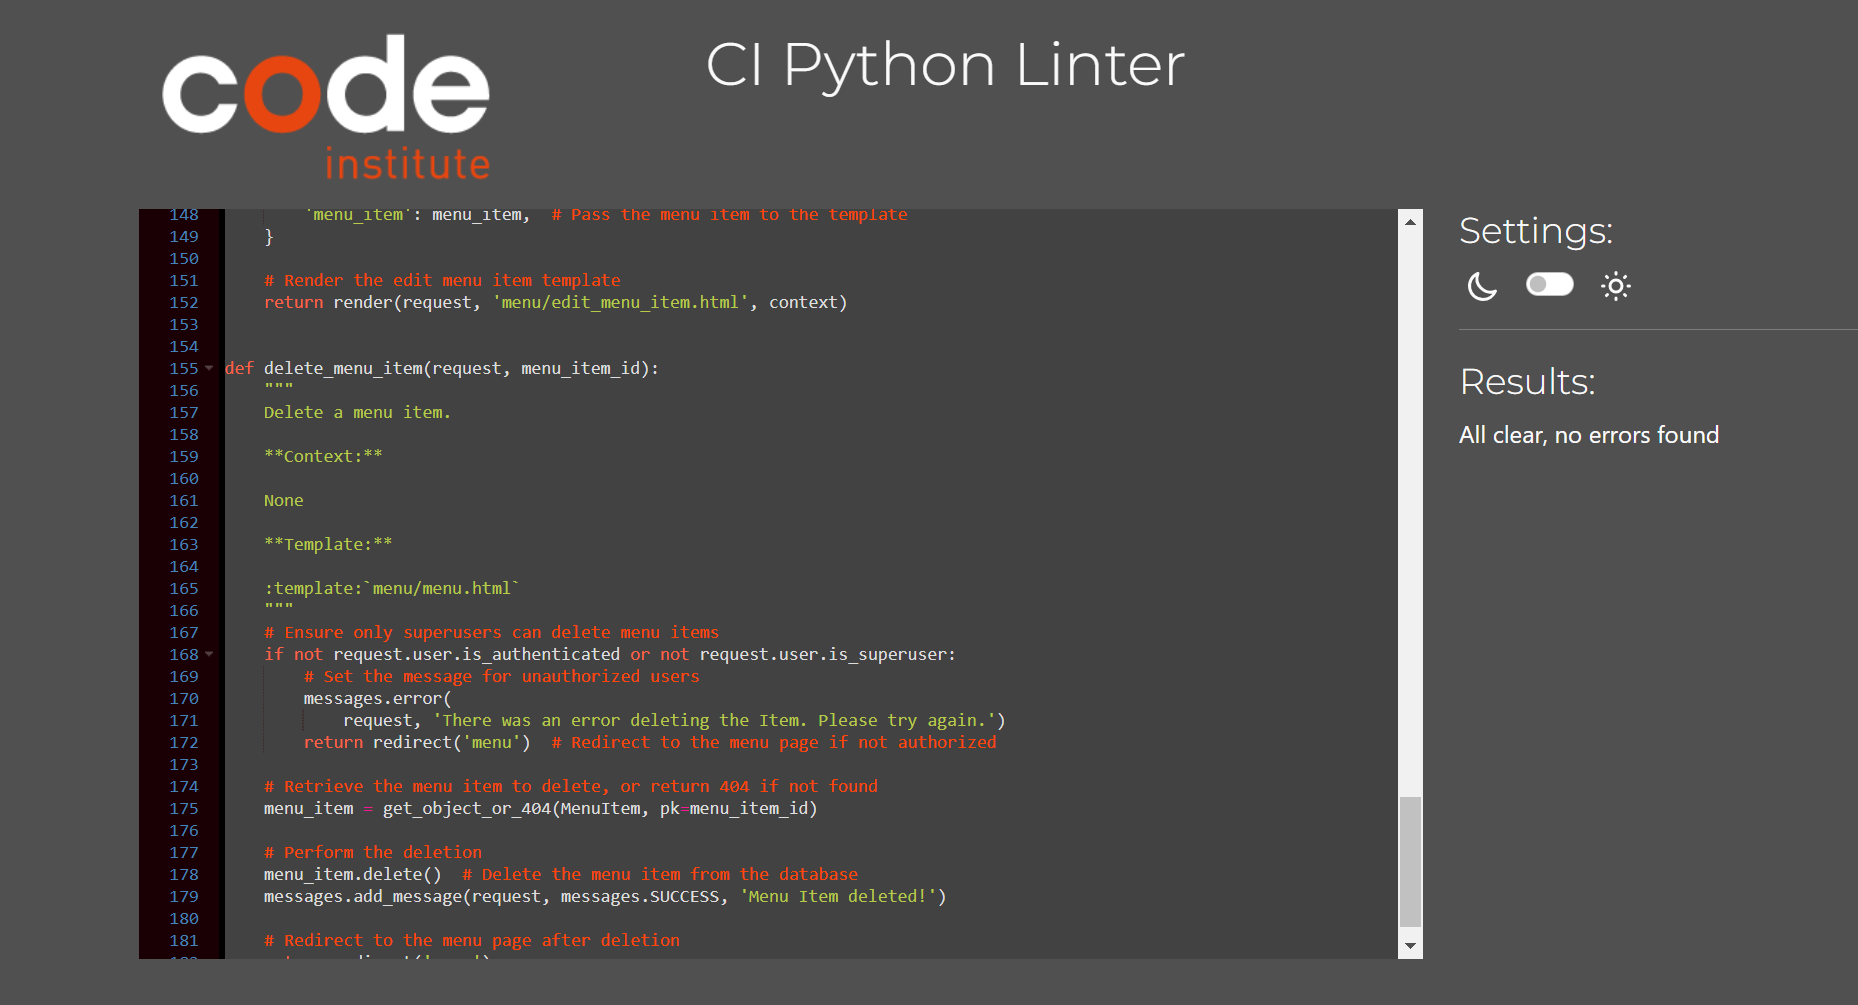 code
institute
CI Python Linter
148 'menu_item': menu_item,  # Pass the menu item to the template
149     }
150
151     # Render the edit menu item template
152     return render(request, 'menu/edit_menu_item.html', context)
153
154
155 def delete_menu_item(request, menu_item_id):
156     """
157     Delete a menu item.
158
159     **Context:**
160
161     None
162
163     **Template:**
164
165     :template:`menu/menu.html`
166     """
167     # Ensure only superusers can delete menu items
168     if not request.user.is_authenticated or not request.user.is_superuser:
169         # Set the message for unauthorized users
170         messages.error(
171             request, 'There was an error deleting the Item. Please try again.')
172         return redirect('menu')  # Redirect to the menu page if not authorized
173
174     # Retrieve the menu item to delete, or return 404 if not found
175     menu_item = get_object_or_404(MenuItem, pk=menu_item_id)
176
177     # Perform the deletion
178     menu_item.delete()  # Delete the menu item from the database
179     messages.add_message(request, messages.SUCCESS, 'Menu Item deleted!')
180
181     # Redirect to the menu page after deletion
Settings:
Results:
All clear, no errors found